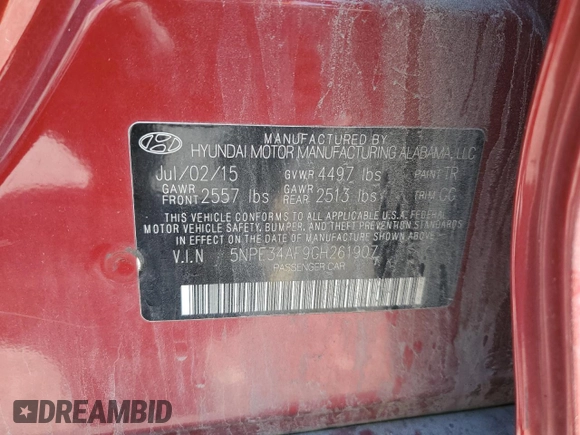 MANUFACTURED BY
HYUNDAI MOTOR MANUFACTURING ALABAMA, LLC
Jul/02/15 GVWR 4497 lbs PAINT TR
GAWR FRONT 2557 lbs GAWR REAR 2513 lbs TRIM CC
THIS VEHICLE CONFORMS TO ALL APPLICABLE U.S.A. FEDERAL
MOTOR VEHICLE SAFETY, BUMPER, AND THEFT PREVENTION
STANDARDS IN EFFECT ON THE DATE OF MANUFACTURE SHOWN ABOVE.
V.I.N 5NPE34AF9GH261907
PASSENGER CAR
DREAMBID